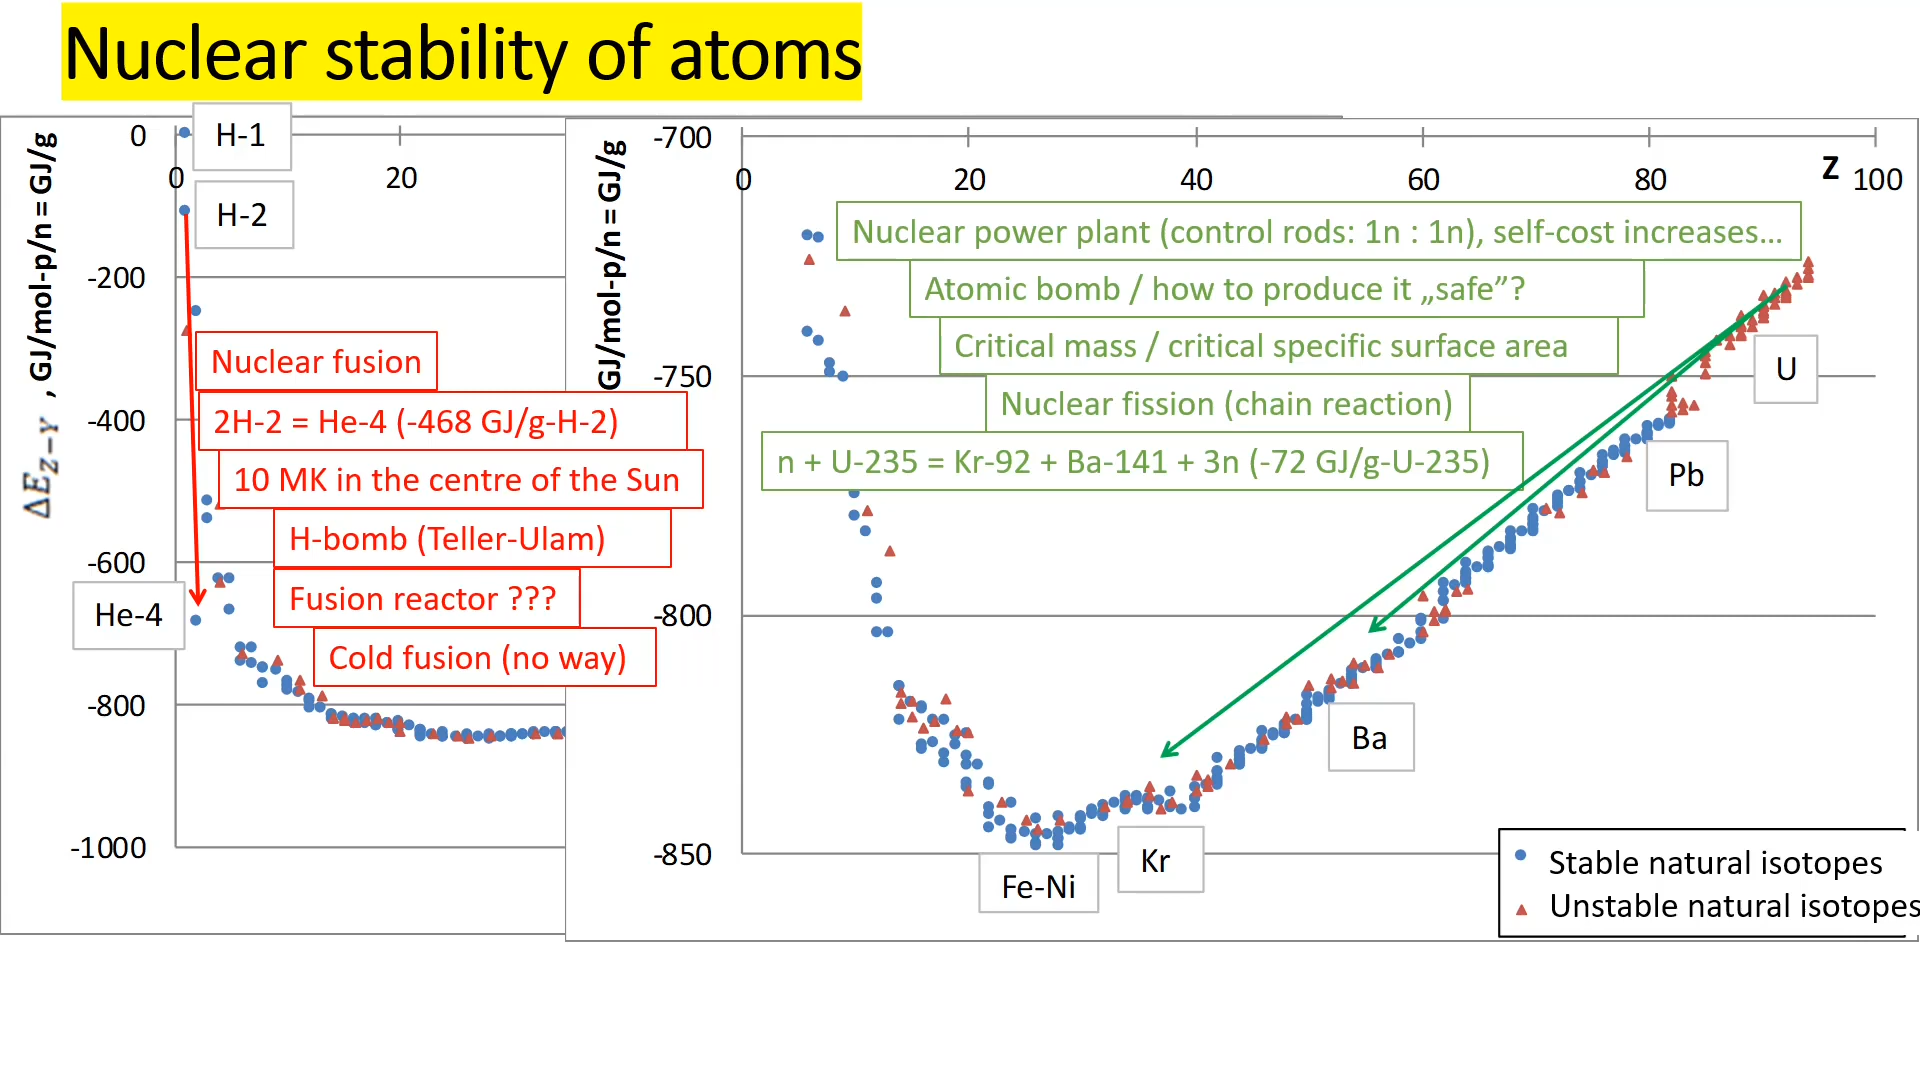 Nuclear stability of atoms
0
H-1
0
20
H-2
-200
-400
-600
-800
-1000
ΔE Z-Y , GJ/mol-p/n = GJ/g
Nuclear fusion
2H-2 = He-4 (-468 GJ/g-H-2)
10 MK in the centre of the Sun
H-bomb (Teller-Ulam)
Fusion reactor ???
Cold fusion (no way)
He-4
GJ/mol-p/n = GJ/g
-700
0
20
40
60
80
Z
100
-750
-800
-850
Nuclear power plant (control rods: 1n : 1n), self-cost increases...
Atomic bomb / how to produce it „safe”?
Critical mass / critical specific surface area
Nuclear fission (chain reaction)
n + U-235 = Kr-92 + Ba-141 + 3n (-72 GJ/g-U-235)
U
Pb
Ba
Kr
Fe-Ni
Stable natural isotopes
Unstable natural isotopes